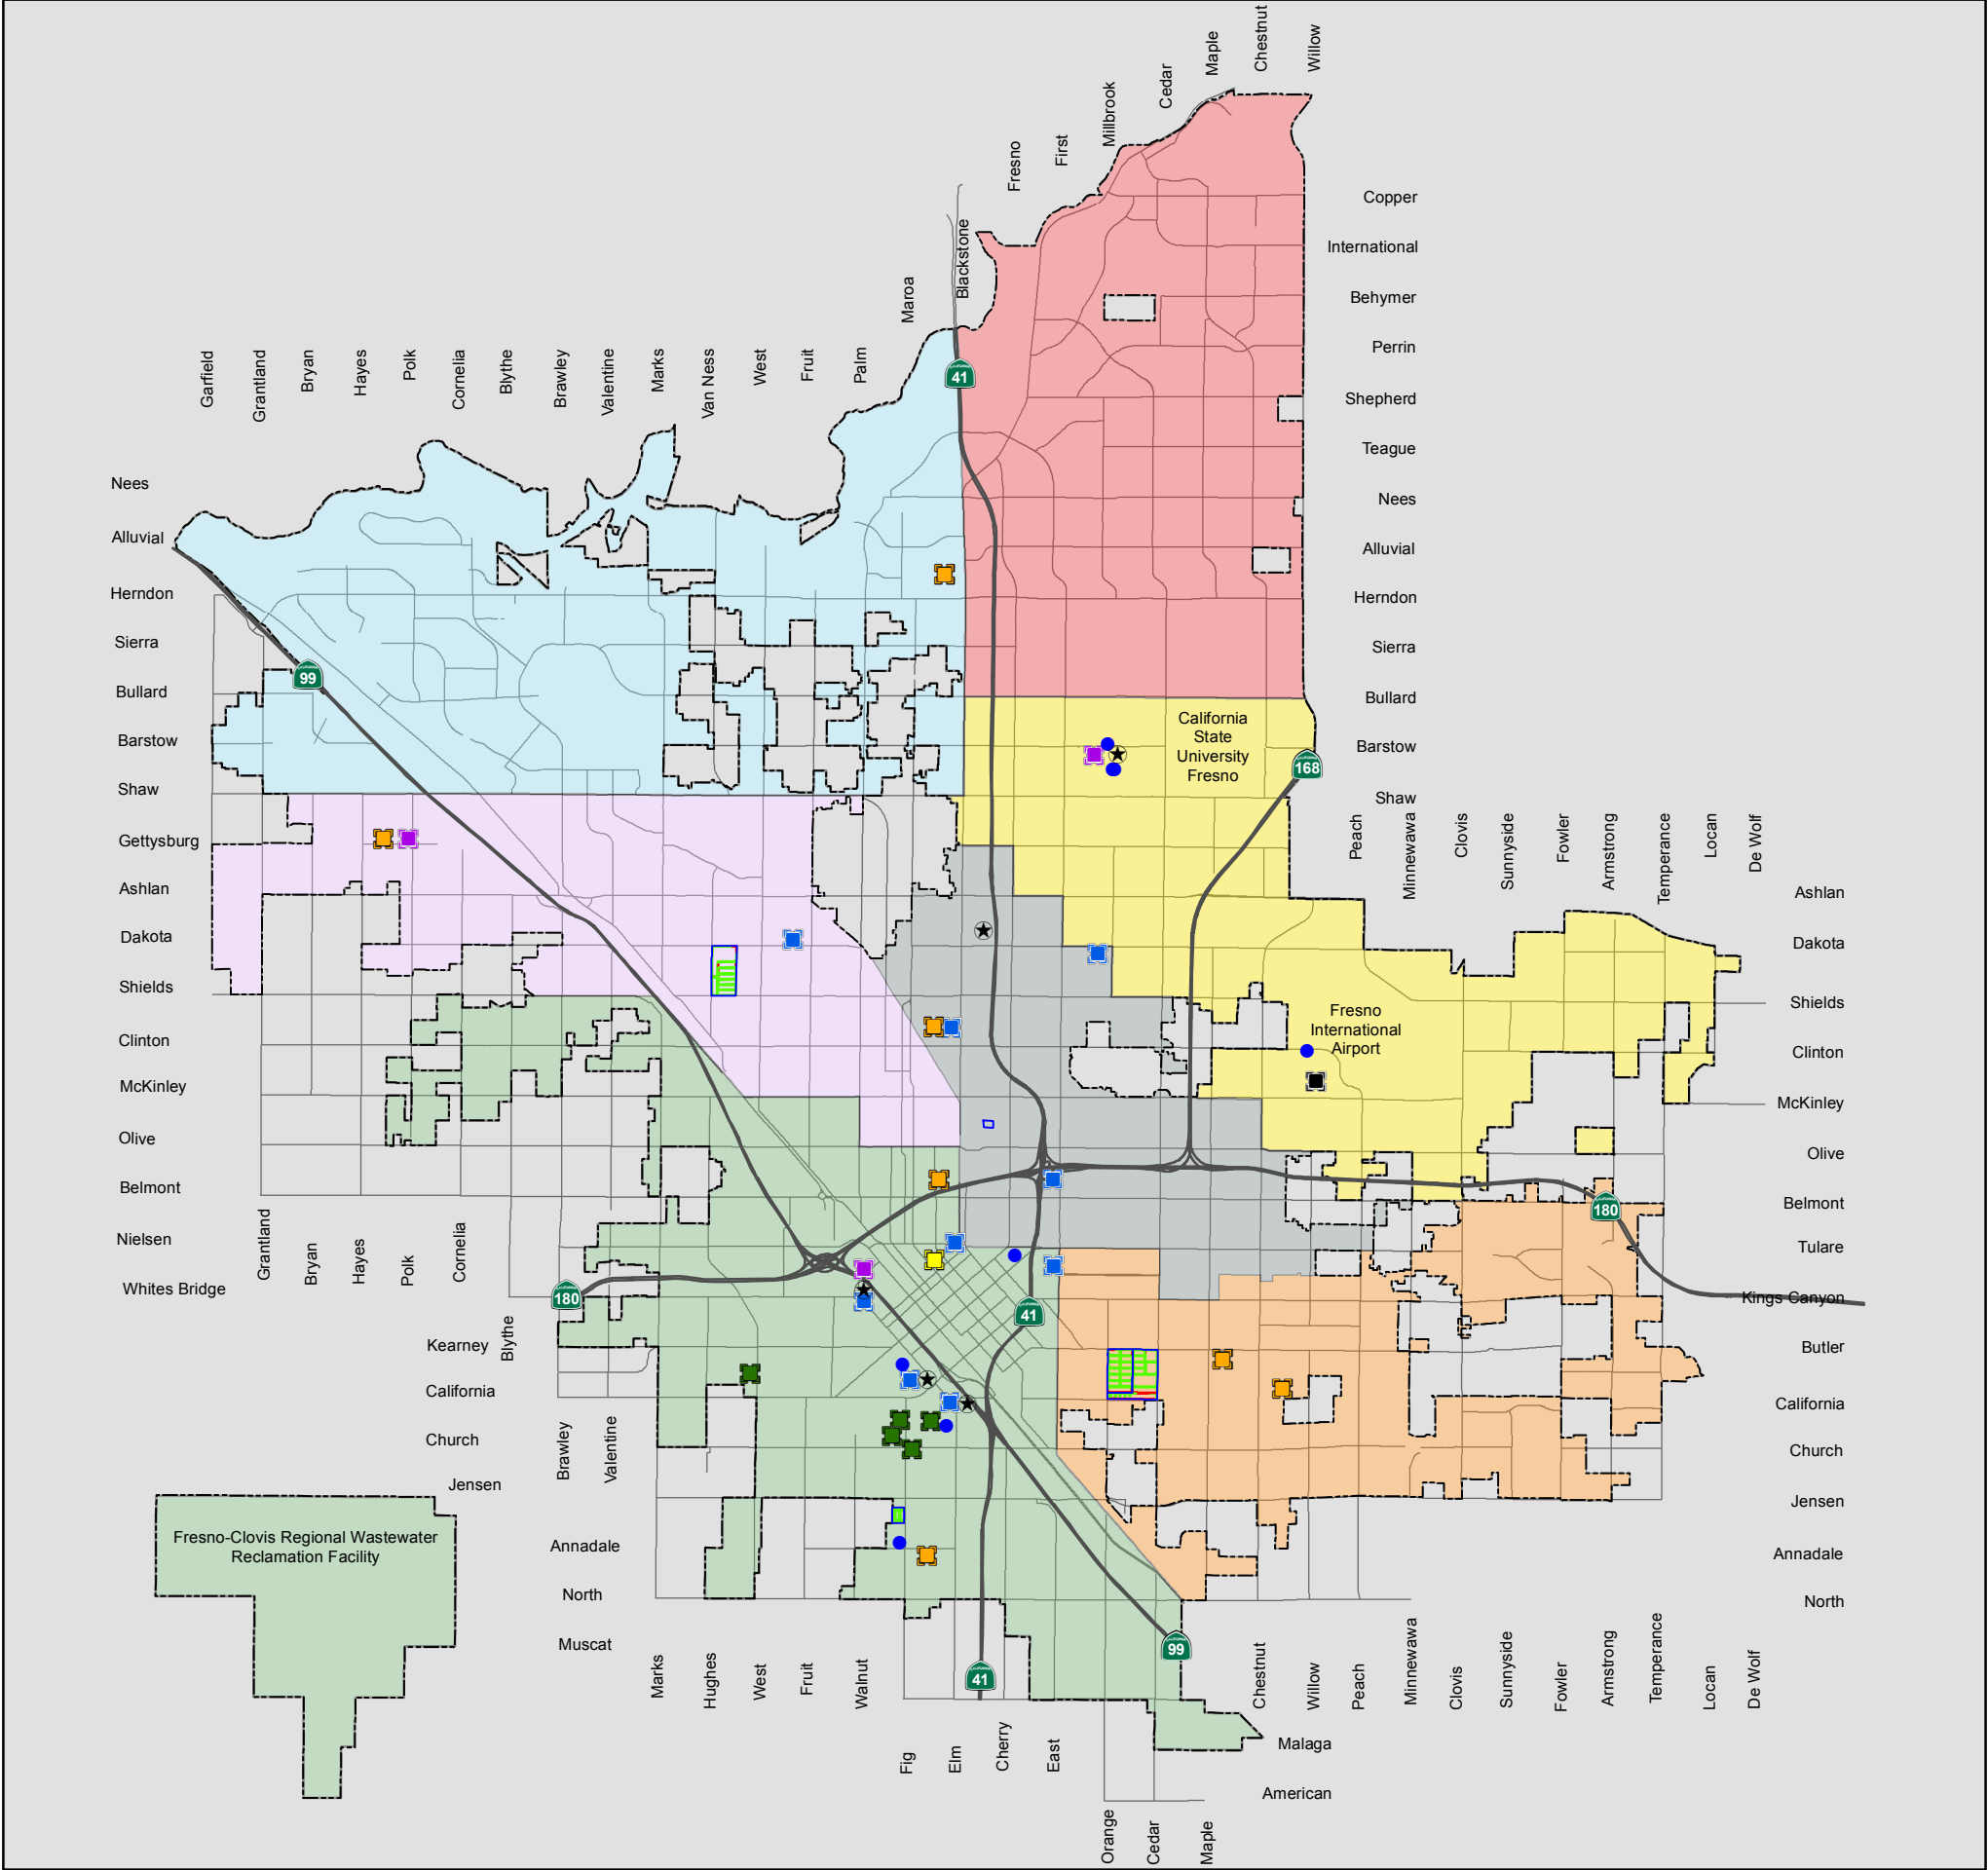 Willow
Chestnut
Maple
Cedar
Millbrook
First
Fresno
Blackstone
Maroa
Copper
International
Behymer
Perrin
Shepherd
Teague
Nees
Alluvial
Herndon
Sierra
Bullard
Barstow
Shaw
Garfield
Grantland
Bryan
Hayes
Polk
Cornelia
Blythe
Brawley
Valentine
Marks
Van Ness
West
Fruit
Palm
41
Nees
Alluvial
Herndon
Sierra
Bullard
Barstow
Shaw
Gettysburg
Ashlan
Dakota
Shields
Clinton
McKinley
Olive
Belmont
Nielsen
Whites Bridge
99
California
State
University
Fresno
168
Peach
Minnewawa
Clovis
Sunnyside
Fowler
Armstrong
Temperance
Locan
De Wolf
Ashlan
Dakota
Shields
Clinton
McKinley
Olive
Belmont
Tulare
Kings Canyon
Butler
California
Church
Jensen
Annadale
North
Fresno
International
Airport
180
Grantland
Bryan
Hayes
Polk
Cornelia
Blythe
180
41
Kearney
California
Church
Jensen
Brawley
Valentine
Fresno-Clovis Regional Wastewater
Reclamation Facility
Annadale
North
Muscat
Marks
Hughes
West
Fruit
Walnut
41
99
Chestnut
Willow
Peach
Minnewawa
Clovis
Sunnyside
Fowler
Armstrong
Temperance
Locan
De Wolf
Fig
Elm
Cherry
East
Malaga
American
Orange
Cedar
Maple